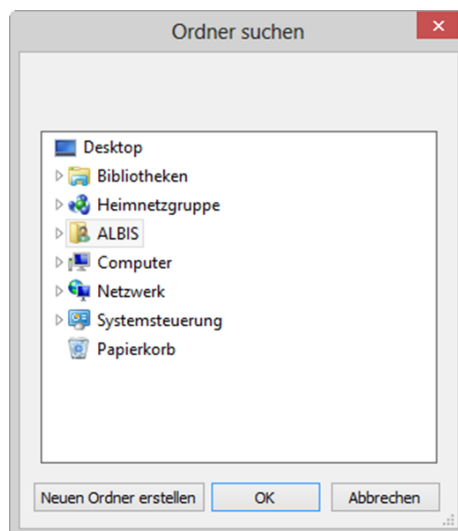 Ordner suchen
Desktop
Bibliotheken
Heimnetzgruppe
ALBIS
Computer
Netzwerk
Systemsteuerung
Papierkorb
Neuen Ordner erstellen OK Abbrechen